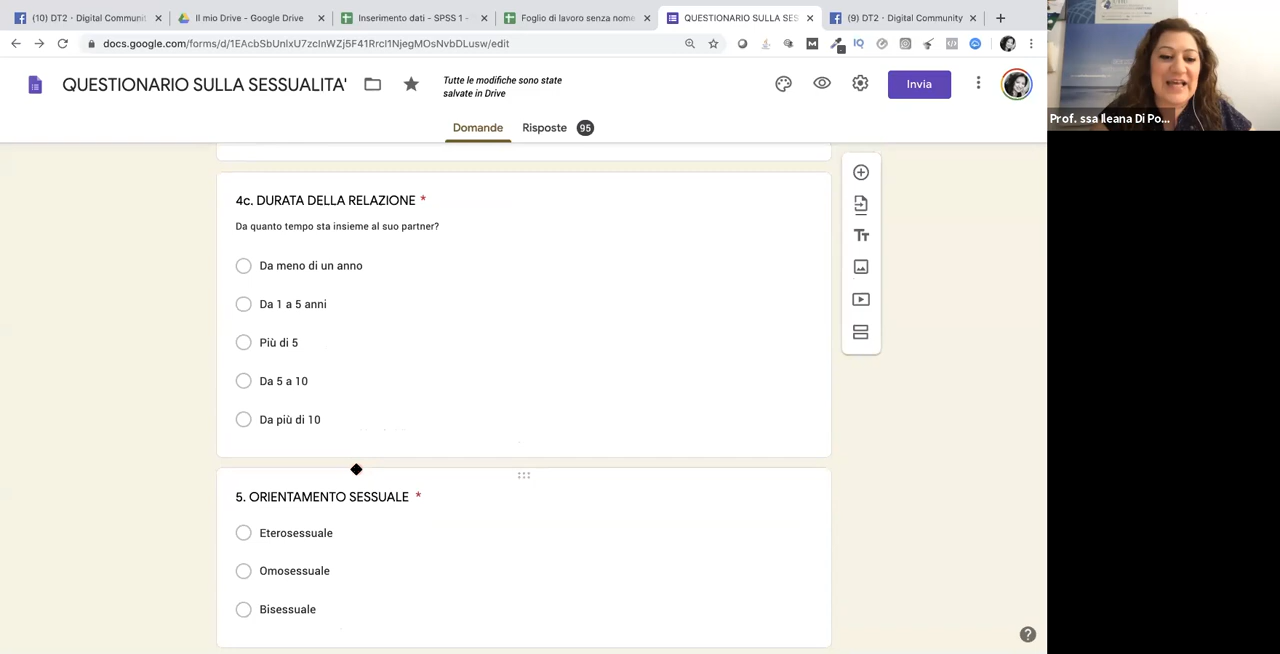 (10) DT2 · Digital Communit
Il mio Drive - Google Drive
Inserimento dati - SPSS 1 -
Foglio di lavoro senza nome
QUESTIONARIO SULLA SES
(9) DT2 · Digital Community
docs.google.com/forms/d/
QUESTIONARIO SULLA SESSUALITA'
Tutte le modifiche sono state
salvate in Drive
Invia
Domande
Risposte 95
Prof. ssa Ileana Di Po...
4c. DURATA DELLA RELAZIONE *
Da quanto tempo sta insieme al suo partner?
Da meno di un anno
Da 1 a 5 anni
Più di 5
Da 5 a 10
Da più di 10
5. ORIENTAMENTO SESSUALE *
Eterosessuale
Omosessuale
Bisessuale